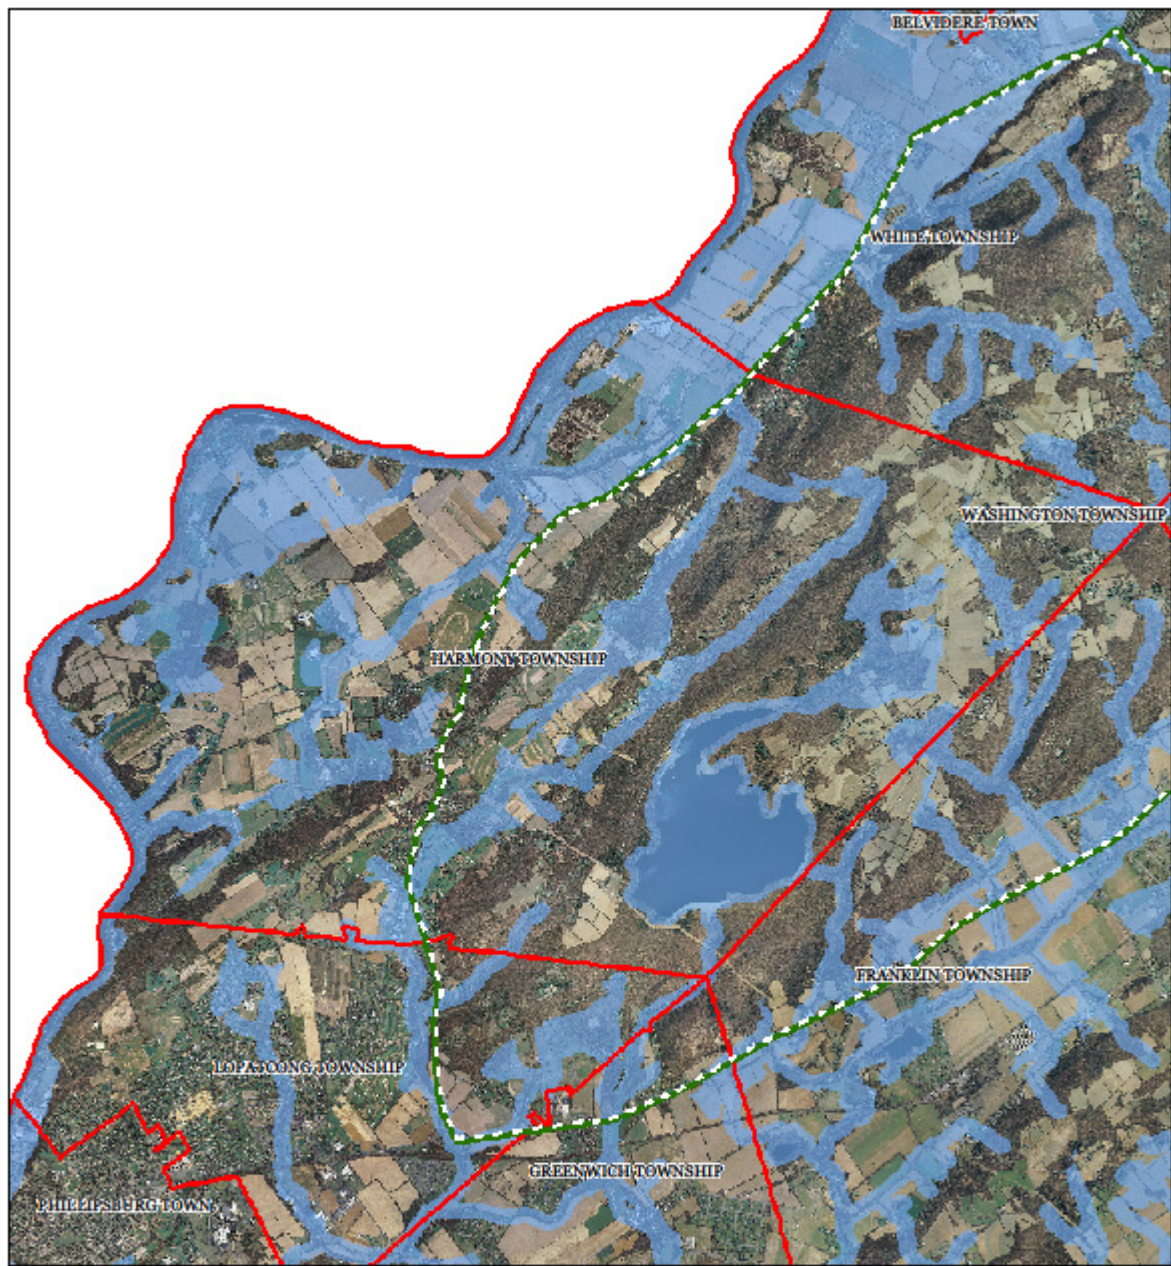 BELVIDERE TOWN
WHITE TOWNSHIP
WASHINGTON TOWNSHIP
HARMONY TOWNSHIP
FRANKLIN TOWNSHIP
LOPATCONG TOWNSHIP
GREENWICH TOWNSHIP
PHILLIPSBURG TOWN